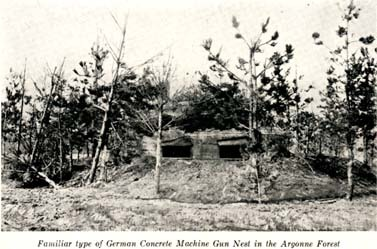 Familiar type of German Concrete Machine Gun Nest in the Argonne Forest